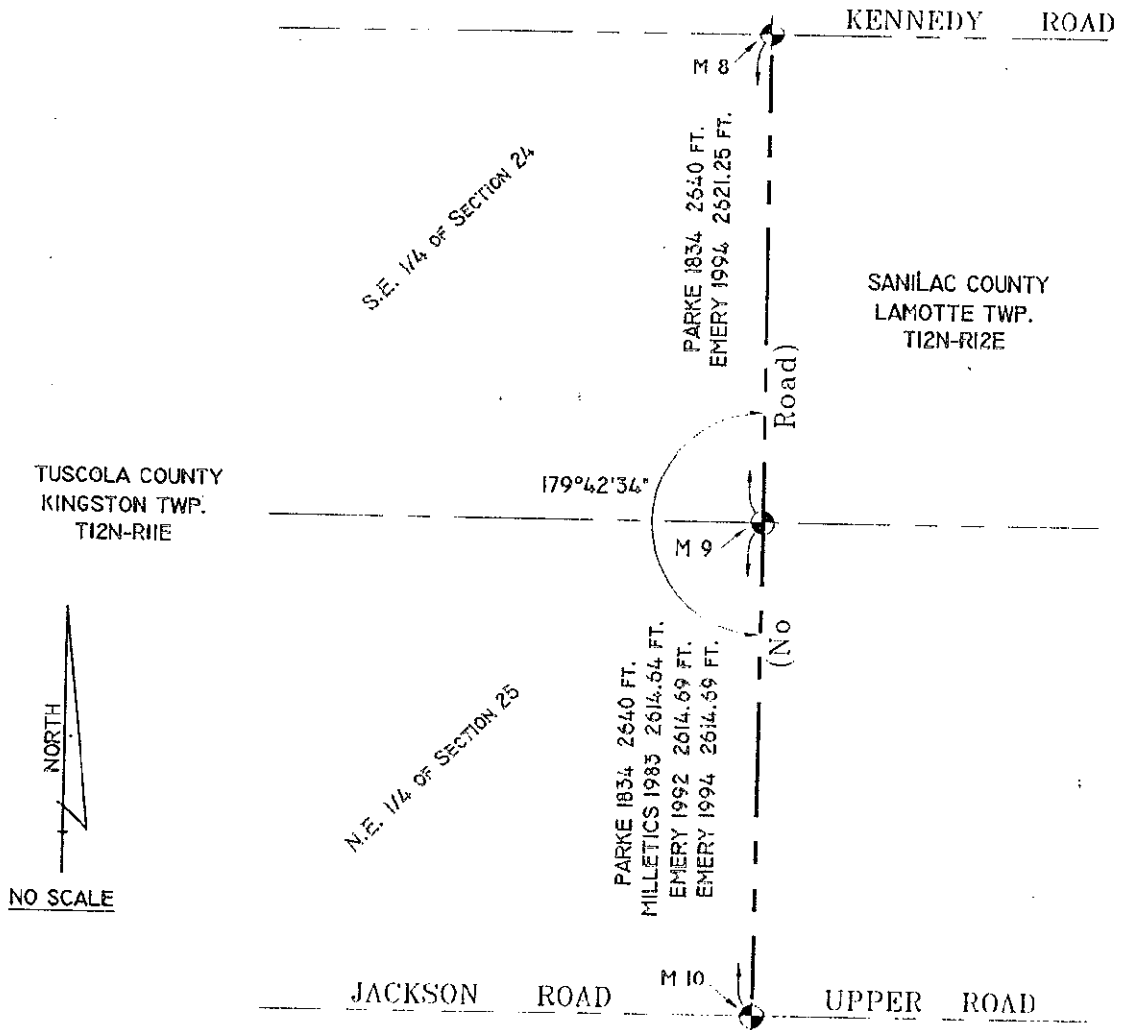 KENNEDY ROAD
M 8
PARKE 1834 2640 FT.
EMERY 1994 2621.25 FT.
S.E. 1/4 OF SECTION 24
SANILAC COUNTY
LAMOTTE TWP.
T12N-R12E
(No Road)
TUSCOLA COUNTY
KINGSTON TWP.
T12N-R11E
179°42'34"
M 9
N.E. 1/4 OF SECTION 25
PARKE 1834 2640 FT.
MILLETICS 1983 2614.64 FT.
EMERY 1992 2614.69 FT.
EMERY 1994 2614.69 FT.
NORTH
NO SCALE
M 10
JACKSON ROAD
UPPER ROAD